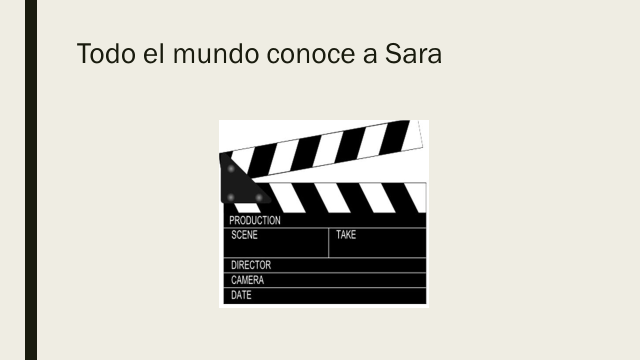 Todo el mundo conoce a Sara
PRODUCTION
SCENE TAKE
DIRECTOR
CAMERA
DATE